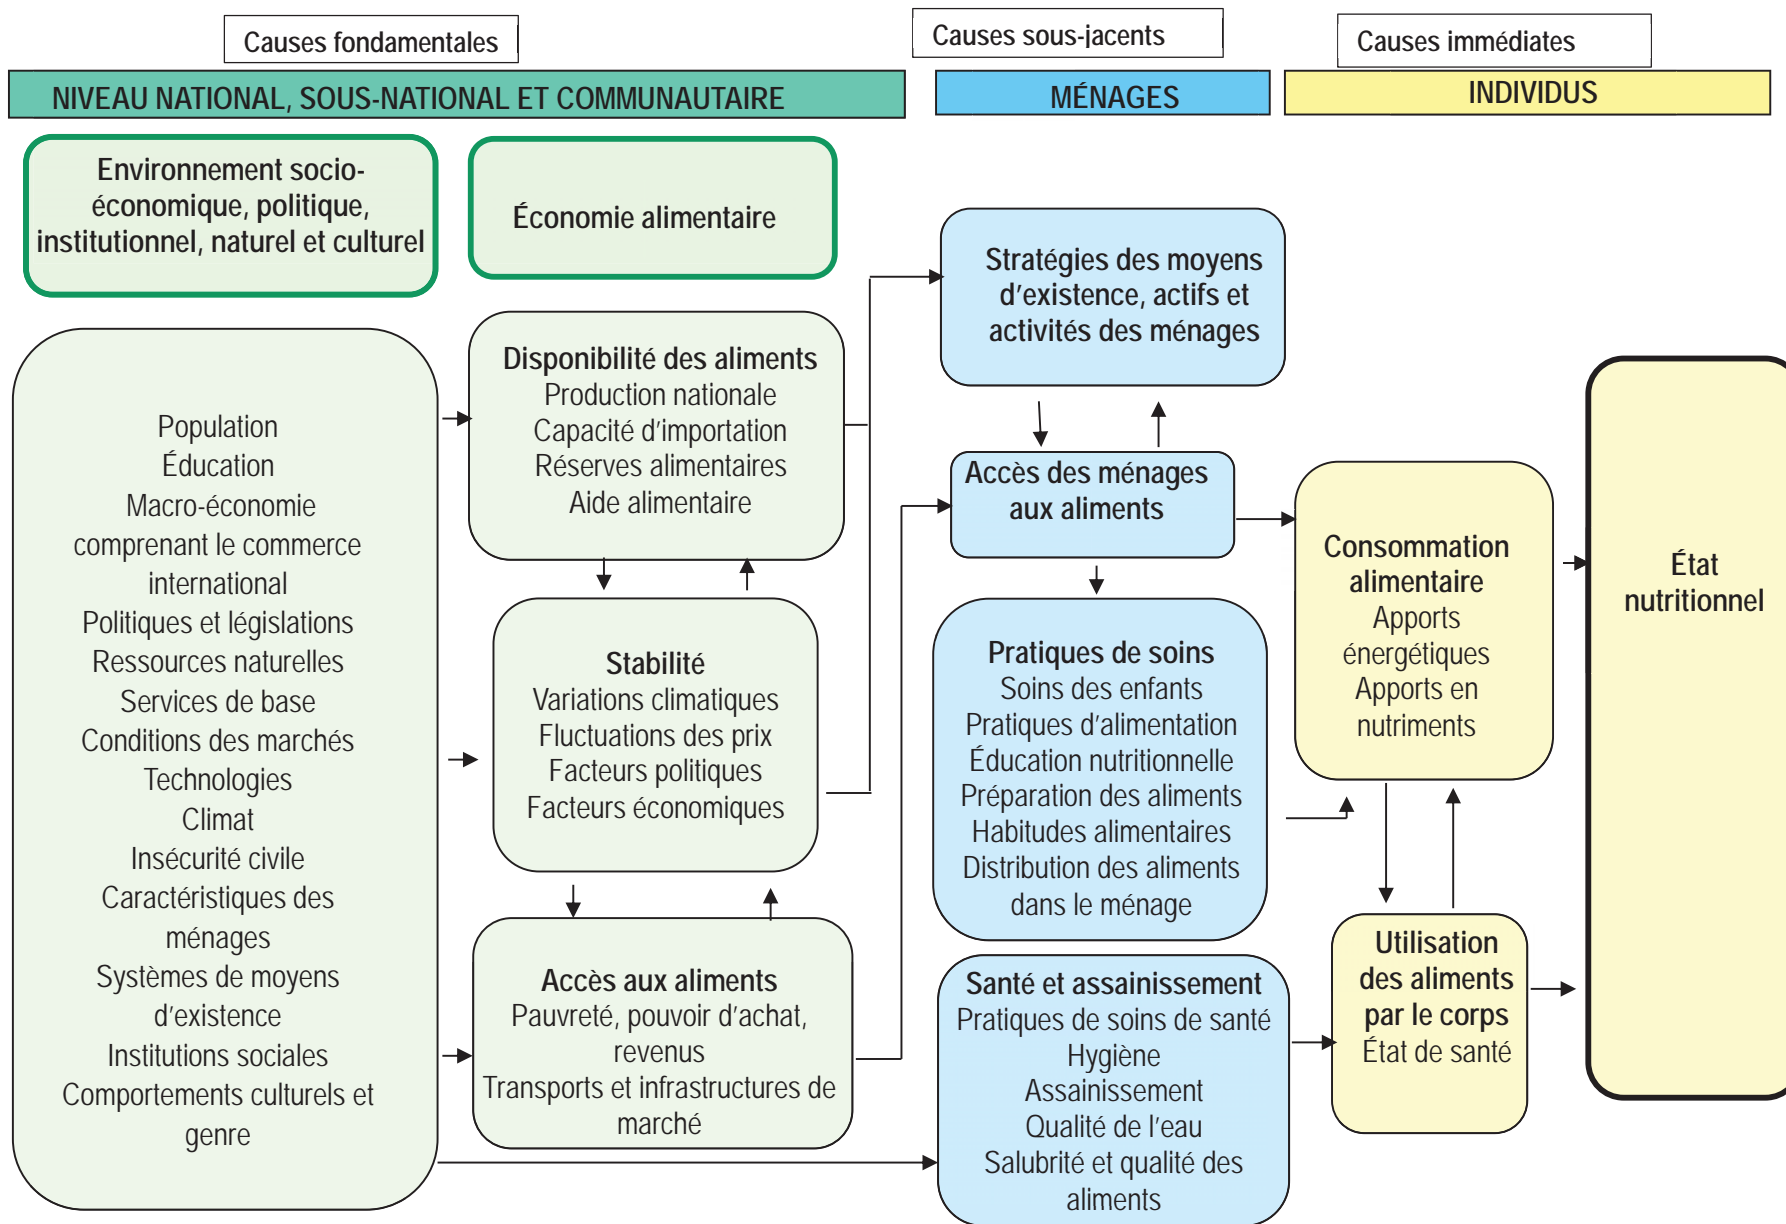 Causes fondamentales
Causes sous-jacents
Causes immédiates
NIVEAU NATIONAL, SOUS-NATIONAL ET COMMUNAUTAIRE
MÉNAGES
INDIVIDUS
Environnement socio-
économique, politique,
institutionnel, naturel et culturel
Économie alimentaire
Population
Éducation
Macro-économie
comprenant le commerce
international
Politiques et législations
Ressources naturelles
Services de base
Conditions des marchés
Technologies
Climat
Insécurité civile
Caractéristiques des
ménages
Systèmes de moyens
d'existence
Institutions sociales
Comportements culturels et
genre
Disponibilité des aliments
Production nationale
Capacité d'importation
Réserves alimentaires
Aide alimentaire
Stabilité
Variations climatiques
Fluctuations des prix
Facteurs politiques
Facteurs économiques
Accès aux aliments
Pauvreté, pouvoir d'achat,
revenus
Transports et infrastructures de
marché
Stratégies des moyens
d'existence, actifs et
activités des ménages
Accès des ménages
aux aliments
Pratiques de soins
Soins des enfants
Pratiques d'alimentation
Éducation nutritionnelle
Préparation des aliments
Habitudes alimentaires
Distribution des aliments
dans le ménage
Santé et assainissement
Pratiques de soins de santé
Hygiène
Assainissement
Qualité de l'eau
Salubrité et qualité des
aliments
Consommation
alimentaire
Apports
énergétiques
Apports en
nutriments
Utilisation
des aliments
par le corps
État de santé
État
nutritionnel